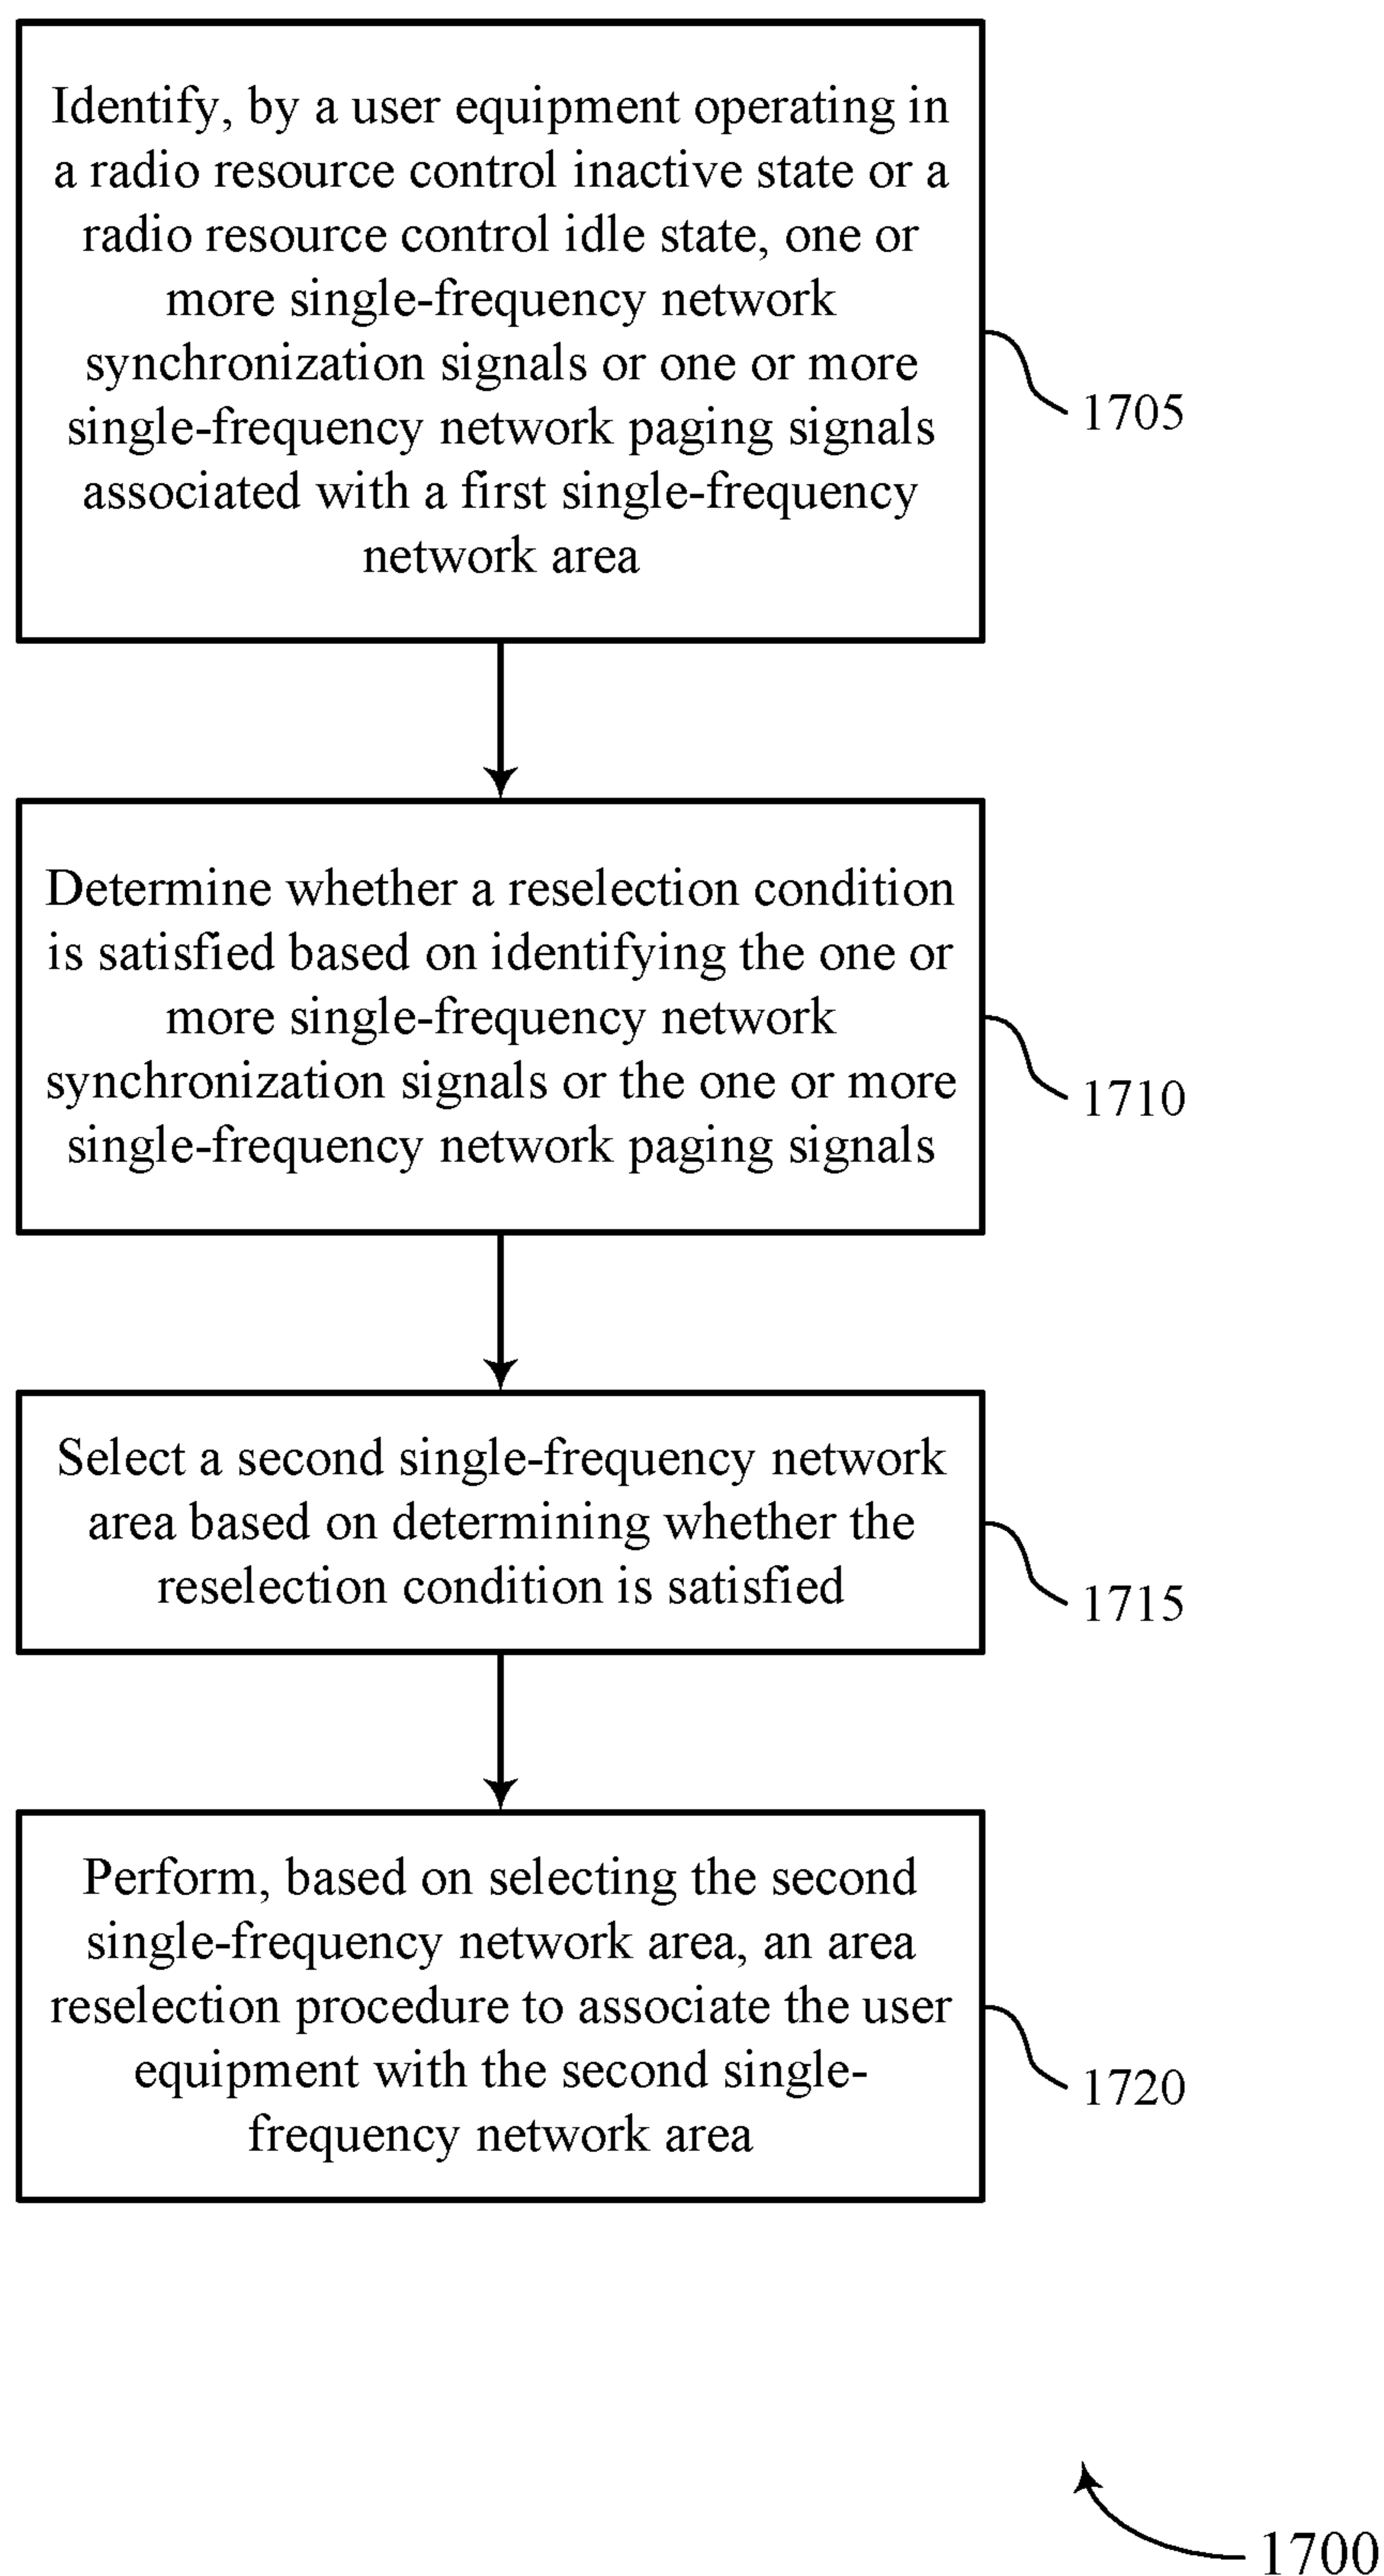 Identify, by a user equipment operating in
a radio resource control inactive state or a
radio resource control idle state, one or
more single-frequency network
synchronization signals or one or more
single-frequency network paging signals
associated with a first single-frequency
network area
1705
Determine whether a reselection condition
is satisfied based on identifying the one or
more single-frequency network
synchronization signals or the one or more
single-frequency network paging signals
1710
Select a second single-frequency network
area based on determining whether the
reselection condition is satisfied
1715
Perform, based on selecting the second
single-frequency network area, an area
reselection procedure to associate the user
equipment with the second single-
frequency network area
1720
1700